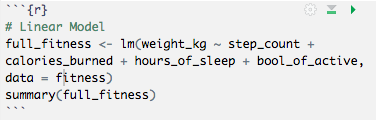 ```{r}
# Linear Model
full_fitness <- lm(weight_kg ~ step_count +
calories_burned + hours_of_sleep + bool_of_active,
data = fitness)
summary(full_fitness)
```